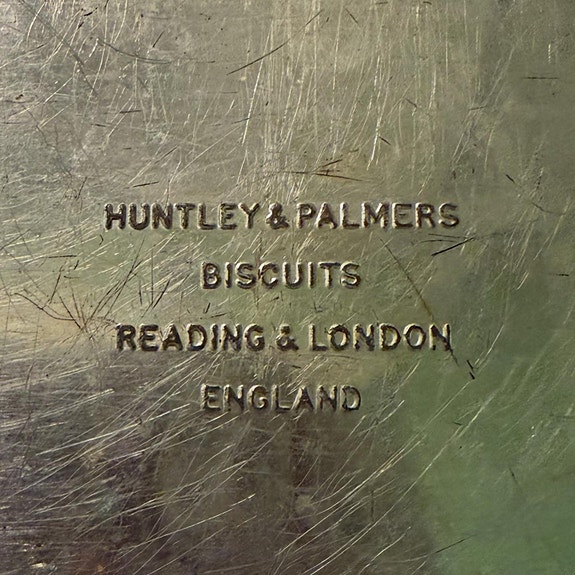 HUNTLEY & PALMERS
BISCUITS
READING & LONDON
ENGLAND